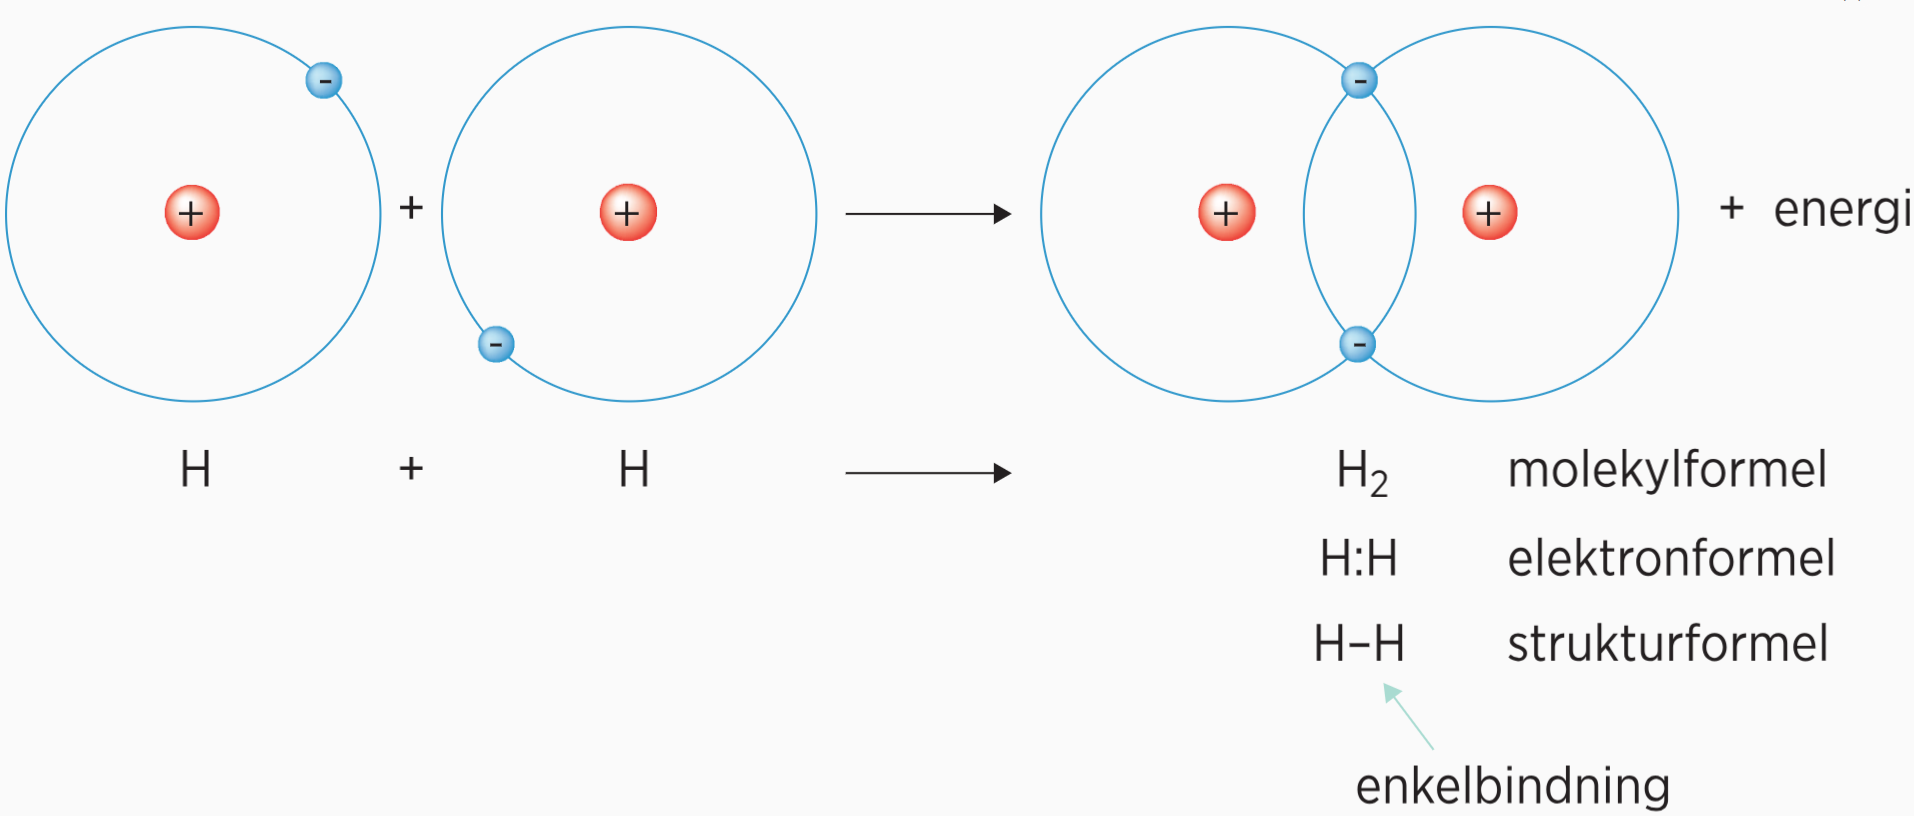 - -
+ + + → + + + energi
- -
H + H → H₂ molekylformel
H:H elektronformel
H–H strukturformel
enkelbindning